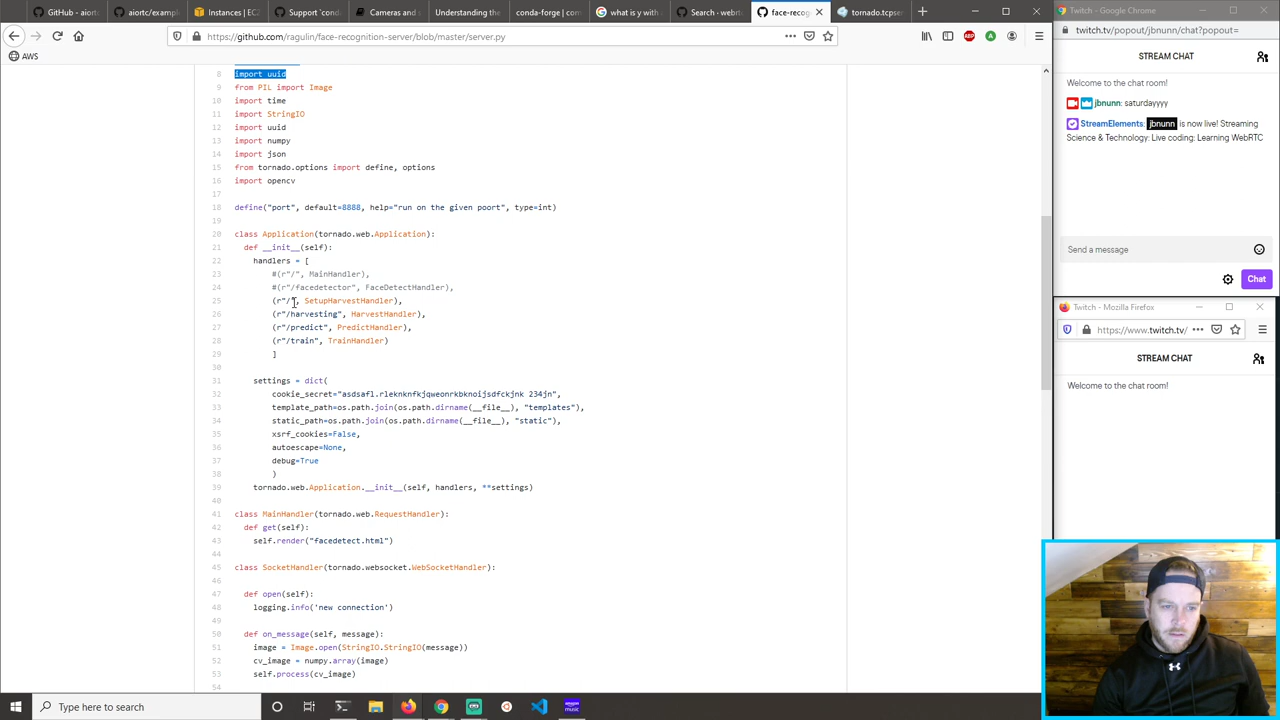 GitHub - aiort
aiortc/example
Instances | EC2
Support `cond
Cameras and s
Understanding the
conda-forge | com
what is y with
Search · webrt
face-recog
tornado.tcpser
Twitch - Google Chrome
https://github.com/ragulin/face-recognition-server/blob/master/server.py
twitch.tv/popout/jbnunn/chat?popout=
AWS
STREAM CHAT
Welcome to the chat room!
jbnunn: saturdayyyy
StreamElements: jbnunn is now live! Streaming
Science & Technology: Live coding: Learning WebRTC
Send a message
Chat
Twitch - Mozilla Firefox
https://www.twitch.tv/
STREAM CHAT
Welcome to the chat room!
8 import uuid
9 from PIL import Image
10 import time
11 import StringIO
12 import uuid
13 import numpy
14 import json
15 from tornado.options import define, options
16 import opencv
17
18 define("port", default=8888, help="run on the given poort", type=int)
19
20 class Application(tornado.web.Application):
21 def __init__(self):
22 handlers = [
23 #(r"/", MainHandler),
24 #(r"/facedetector", FaceDetectHandler),
25 (r"/", SetupHarvestHandler),
26 (r"/harvesting", HarvestHandler),
27 (r"/predict", PredictHandler),
28 (r"/train", TrainHandler)
29 ]
30
31 settings = dict(
32 cookie_secret="asdsafl.rleknknfkjqweonrkbknoijsdfckjnk 234jn",
33 template_path=os.path.join(os.path.dirname(__file__), "templates"),
34 static_path=os.path.join(os.path.dirname(__file__), "static"),
35 xsrf_cookies=False,
36 autoescape=None,
37 debug=True
38 )
39 tornado.web.Application.__init__(self, handlers, **settings)
40
41 class MainHandler(tornado.web.RequestHandler):
42 def get(self):
43 self.render("facedetect.html")
44
45 class SocketHandler(tornado.websocket.WebSocketHandler):
46
47 def open(self):
48 logging.info('new connection')
49
50 def on_message(self, message):
51 image = Image.open(StringIO.StringIO(message))
52 cv_image = numpy.array(image)
53 self.process(cv_image)
54
Type here to search